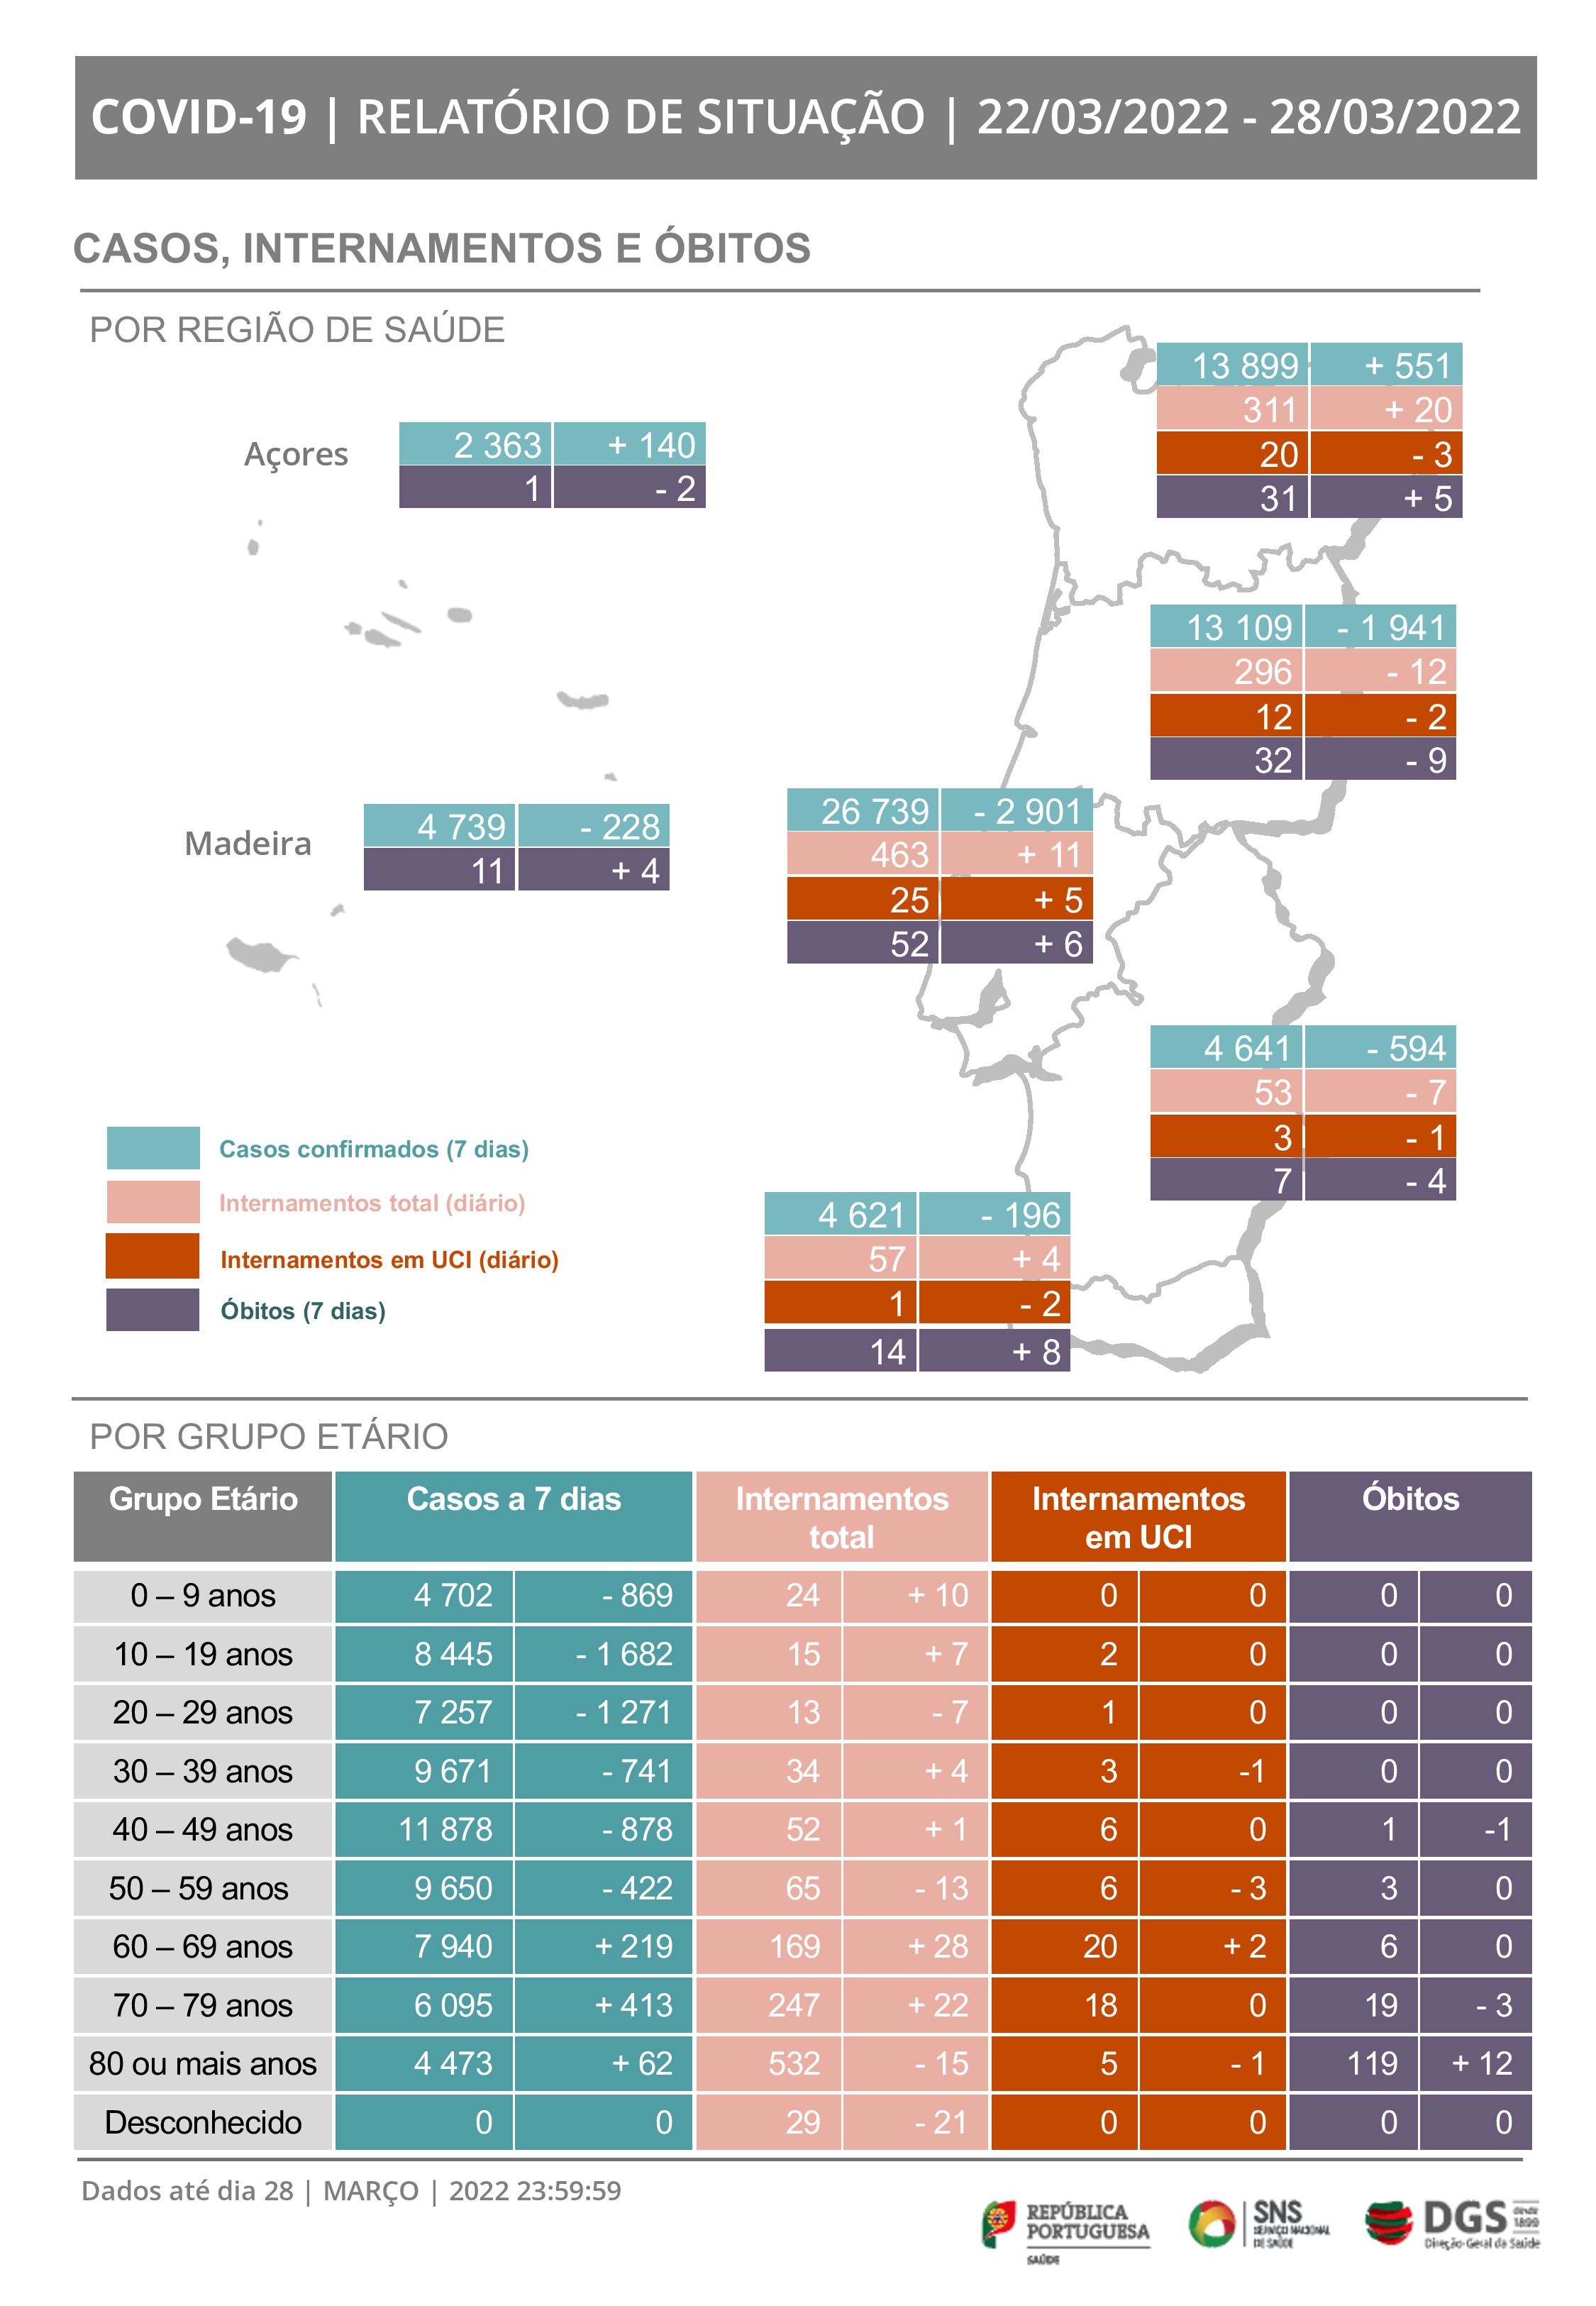 COVID-19 | RELATÓRIO DE SITUAÇÃO | 22/03/2022 - 28/03/2022
CASOS, INTERNAMENTOS E ÓBITOS
POR REGIÃO DE SAÚDE
13 899 + 551
311 + 20
20 - 3
31 + 5
Açores
2 363 + 140
1 - 2
13 109 - 1 941
296 - 12
12 - 2
32 - 9
Madeira
4 739 - 228
11 + 4
26 739 - 2 901
463 + 11
25 + 5
52 + 6
4 641 - 594
53 - 7
3 - 1
7 - 4
Casos confirmados (7 dias)
Internamentos total (diário)
Internamentos em UCI (diário)
Óbitos (7 dias)
4 621 - 196
57 + 4
1 - 2
14 + 8
POR GRUPO ETÁRIO
Grupo Etário Casos a 7 dias Internamentos total Internamentos em UCI Óbitos
0 – 9 anos 4 702 - 869 24 + 10 0 0 0 0
10 – 19 anos 8 445 - 1 682 15 + 7 2 0 0 0
20 – 29 anos 7 257 - 1 271 13 - 7 1 0 0 0
30 – 39 anos 9 671 - 741 34 + 4 3 -1 0 0
40 – 49 anos 11 878 - 878 52 + 1 6 0 1 -1
50 – 59 anos 9 650 - 422 65 - 13 6 - 3 3 0
60 – 69 anos 7 940 + 219 169 + 28 20 + 2 6 0
70 – 79 anos 6 095 + 413 247 + 22 18 0 19 - 3
80 ou mais anos 4 473 + 62 532 - 15 5 - 1 119 + 12
Desconhecido 0 0 29 - 21 0 0 0 0
Dados até dia 28 | MARÇO | 2022 23:59:59
REPÚBLICA
PORTUGUESA
SAÚDE
SNS
SERVIÇO NACIONAL
DE SAÚDE
DGS
desde
1899
Direção-Geral da Saúde